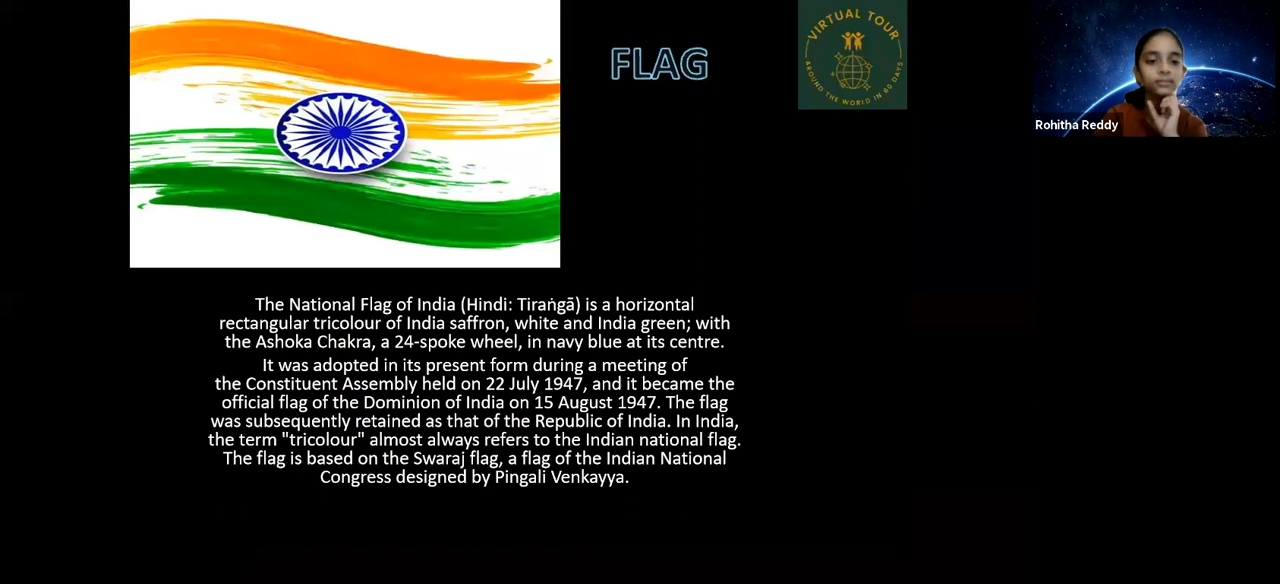 FLAG
VIRTUAL TOUR
AROUND THE WORLD IN 80 DAYS
Rohitha Reddy
The National Flag of India (Hindi: Tiraṅgā) is a horizontal
rectangular tricolour of India saffron, white and India green; with
the Ashoka Chakra, a 24-spoke wheel, in navy blue at its centre.
It was adopted in its present form during a meeting of
the Constituent Assembly held on 22 July 1947, and it became the
official flag of the Dominion of India on 15 August 1947. The flag
was subsequently retained as that of the Republic of India. In India,
the term "tricolour" almost always refers to the Indian national flag.
The flag is based on the Swaraj flag, a flag of the Indian National
Congress designed by Pingali Venkayya.